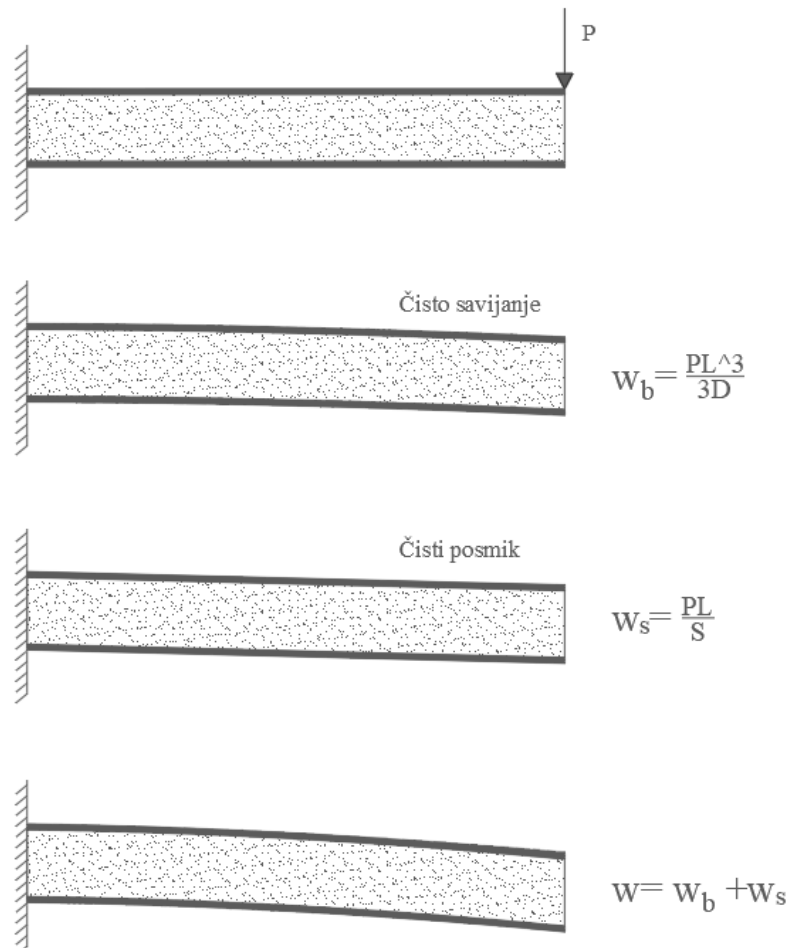 P
Čisto savijanje
w_b = PL^3/3D
Čisti posmik
w_s = PL/S
w = w_b + w_s